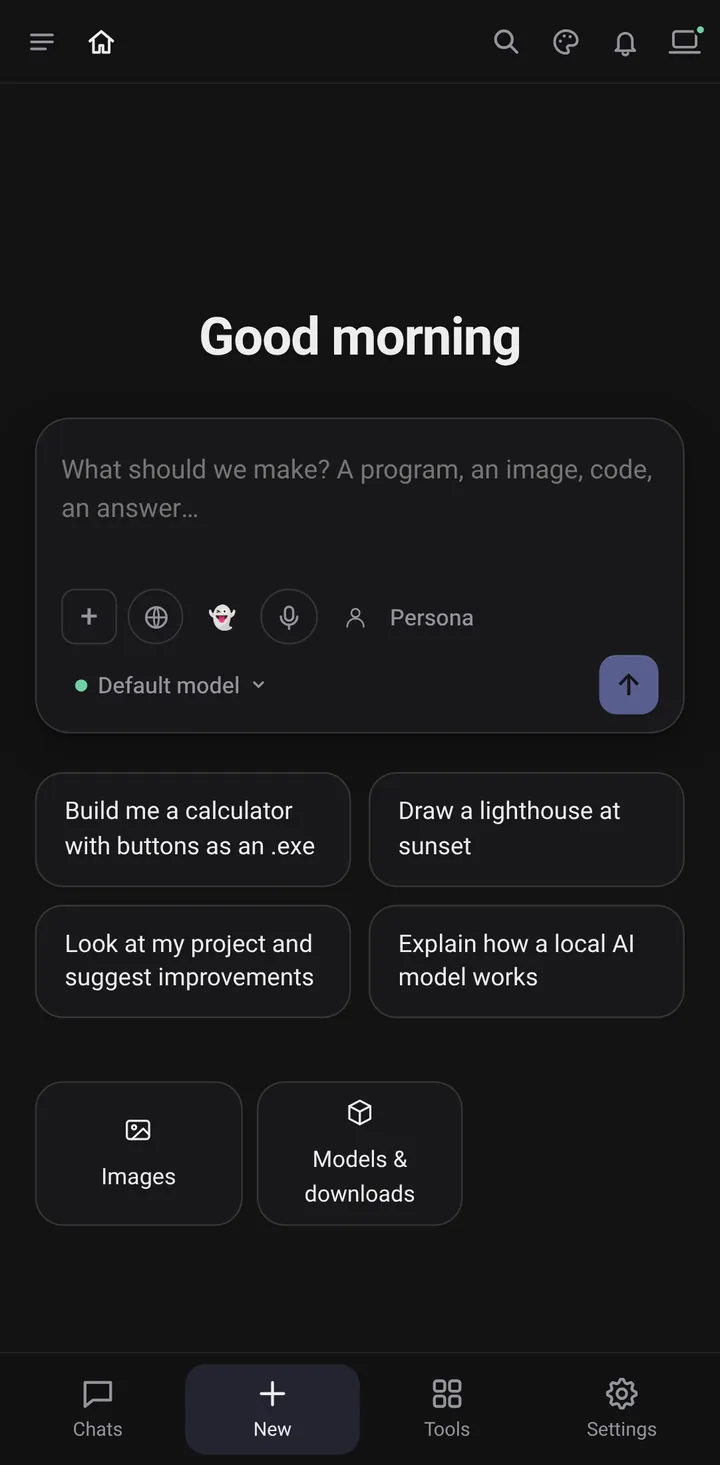 Good morning
What should we make? A program, an image, code,
an answer…
Persona
Default model
Build me a calculator
with buttons as an .exe
Draw a lighthouse at
sunset
Look at my project and
suggest improvements
Explain how a local AI
model works
Images
Models &
downloads
Chats
New
Tools
Settings